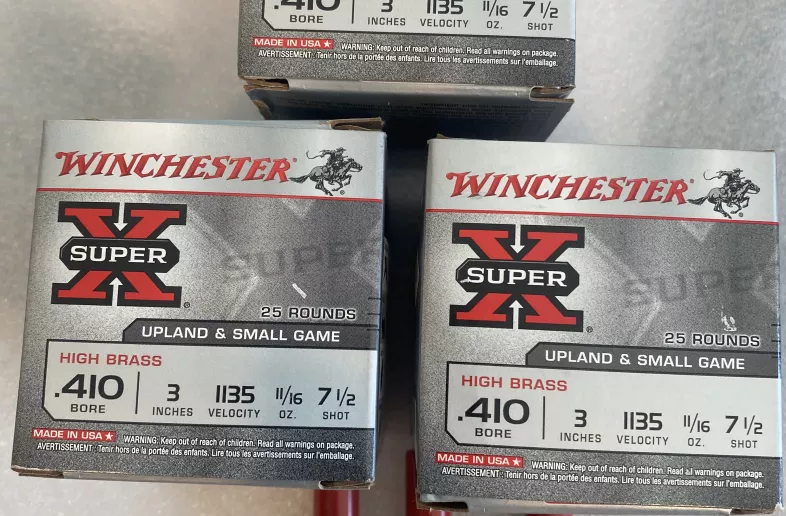 .410 3 1135 11/16 7 1/2
BORE INCHES VELOCITY OZ. SHOT
MADE IN USA WARNING: Keep out of reach of children. Read all warnings on package.
AVERTISSEMENT: Tenir hors de la portée des enfants. Lire tous les avertissements sur l'emballage.
WINCHESTER
X
SUPER
®
SUPER
25 ROUNDS
UPLAND & SMALL GAME
HIGH BRASS
.410 3 1135 11/16 7 1/2
BORE INCHES VELOCITY OZ. SHOT
MADE IN USA WARNING: Keep out of reach of children. Read all warnings on package.
AVERTISSEMENT: Tenir hors de la portée des enfants. Lire tous les avertissements sur l'emballage.
WINCHESTER
X
SUPER
®
SUPER
25 ROUNDS
UPLAND & SMALL GAME
HIGH BRASS
.410 3 1135 11/16 7 1/2
BORE INCHES VELOCITY OZ. SHOT
MADE IN USA WARNING: Keep out of reach of children. Read all warnings on package.
AVERTISSEMENT: Tenir hors de la portée des enfants. Lire tous les avertissements sur l'emballage.